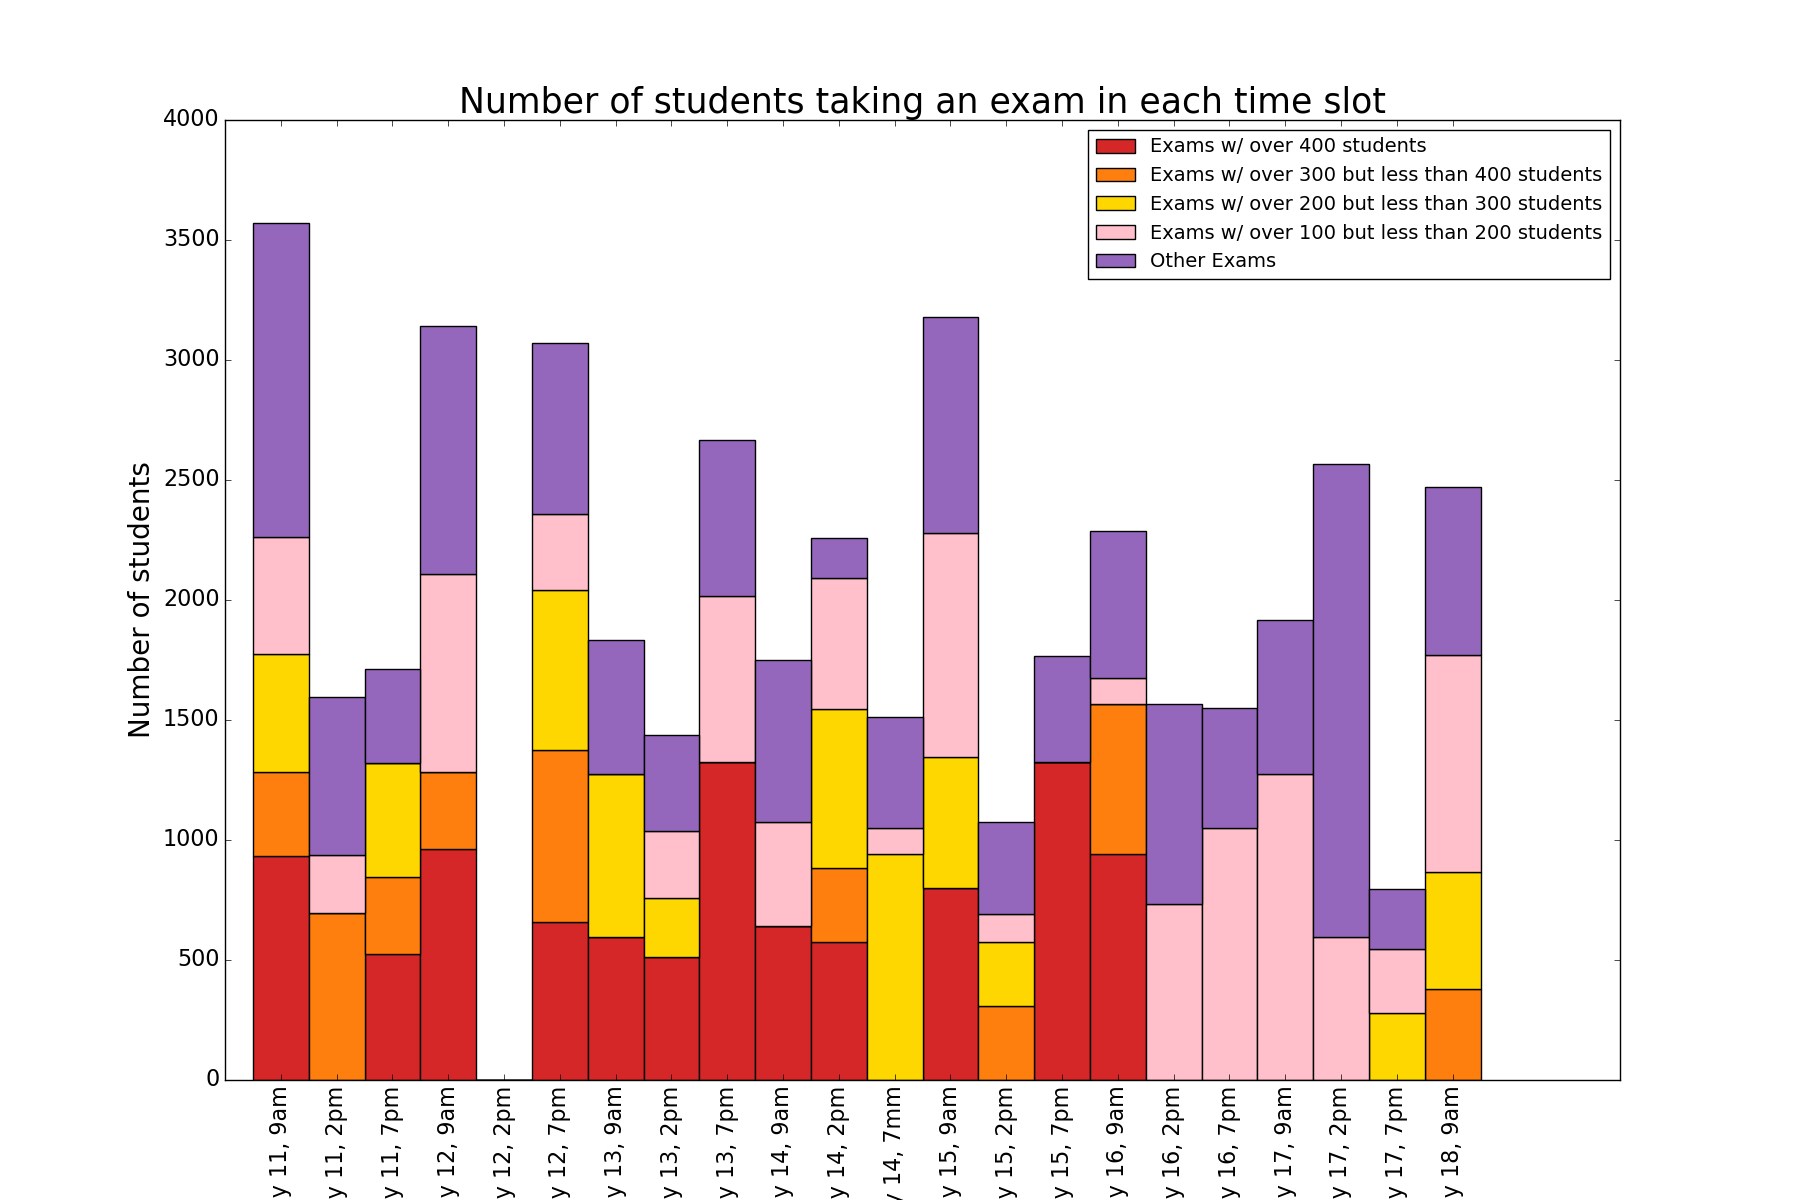 Number of students taking an exam in each time slot
Exams w/ over 400 students
Exams w/ over 300 but less than 400 students
Exams w/ over 200 but less than 300 students
Exams w/ over 100 but less than 200 students
Other Exams
Number of students
4000
3500
3000
2500
2000
1500
1000
500
0
y 11, 9am
y 11, 2pm
y 11, 7pm
y 12, 9am
y 12, 2pm
y 12, 7pm
y 13, 9am
y 13, 2pm
y 13, 7pm
y 14, 9am
y 14, 2pm
y 14, 7mm
y 15, 9am
y 15, 2pm
y 15, 7pm
y 16, 9am
y 16, 2pm
y 16, 7pm
y 17, 9am
y 17, 2pm
y 17, 7pm
y 18, 9am